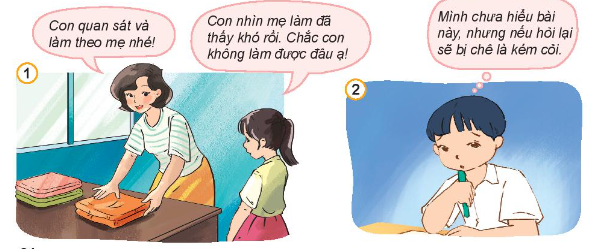 Con quan sát và
làm theo mẹ nhé!
Con nhìn mẹ làm đã
thấy khó rồi. Chắc con
không làm được đâu ạ!
Mình chưa hiểu bài
này, nhưng nếu hỏi lại
sẽ bị chê là kém cỏi.
1
2